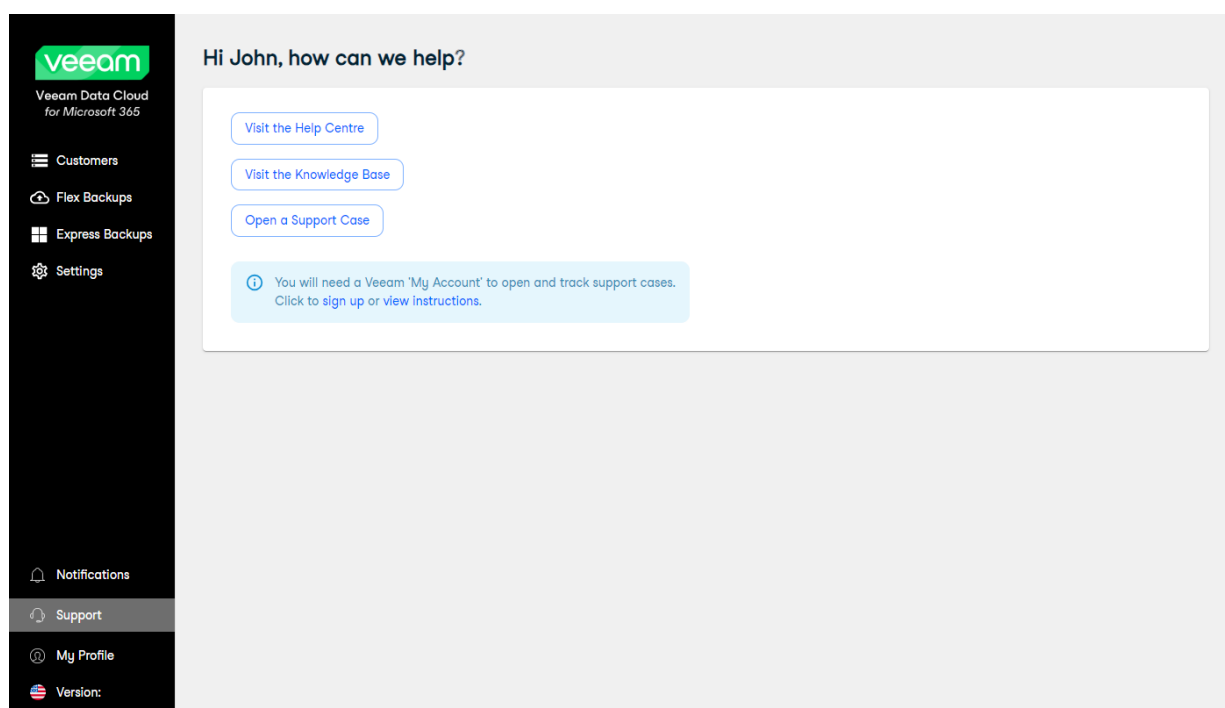 veeam
Veeam Data Cloud
for Microsoft 365
Customers
Flex Backups
Express Backups
Settings
Notifications
Support
My Profile
Version:
Hi John, how can we help?
Visit the Help Centre
Visit the Knowledge Base
Open a Support Case
You will need a Veeam 'My Account' to open and track support cases.
Click to sign up or view instructions.